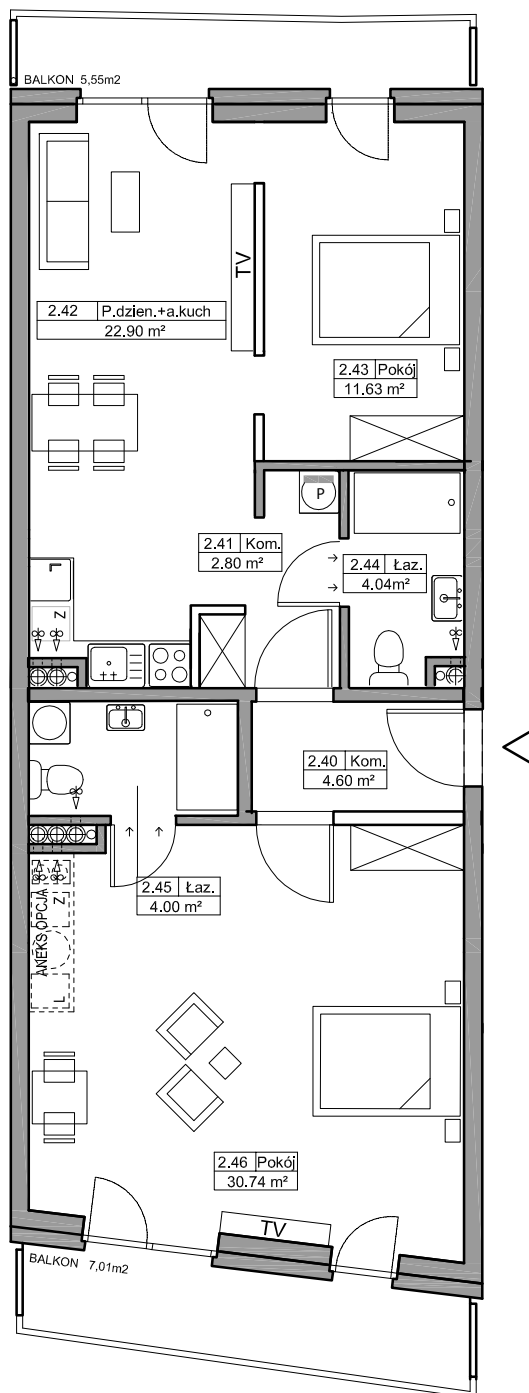 BALKON 5,55m2
TV
2.42 P.dzien.+a.kuch
22.90 m²
2.43 Pokój
11.63 m²
P
2.41 Kom.
2.80 m²
2.44 Łaz.
4.04m²
L
Z
2.40 Kom.
4.60 m²
2.45 Łaz.
4.00 m²
ANEKS OPCJA
Z
L
2.46 Pokój
30.74 m²
TV
BALKON 7,01m2